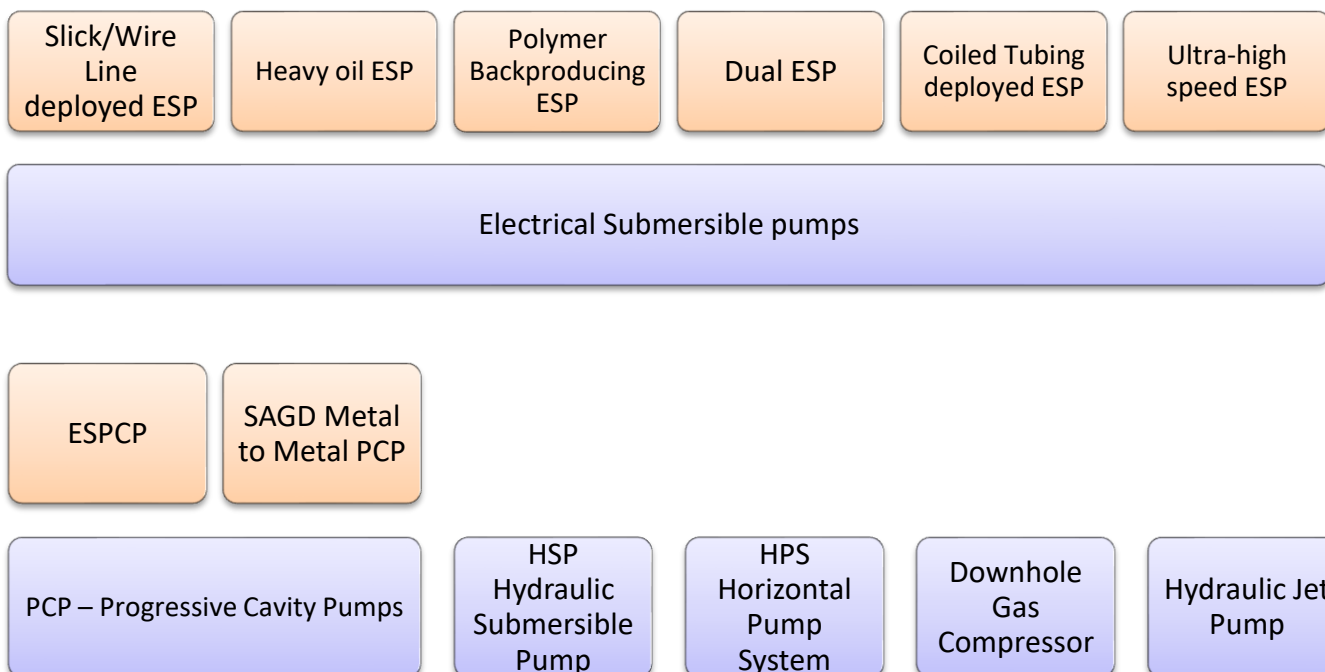 Slick/Wire
Line
deployed ESP
Heavy oil ESP
Polymer
Backproducing
ESP
Dual ESP
Coiled Tubing
deployed ESP
Ultra-high
speed ESP
Electrical Submersible pumps
ESPCP
SAGD Metal
to Metal PCP
PCP – Progressive Cavity Pumps
HSP
Hydraulic
Submersible
Pump
HPS
Horizontal
Pump
System
Downhole
Gas
Compressor
Hydraulic Jet
Pump